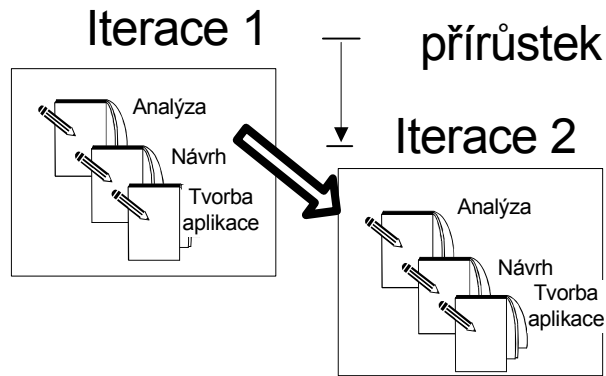 Iterace 1
přírůstek
Analýza
Návrh
Tvorba
aplikace
Iterace 2
Analýza
Návrh
Tvorba
aplikace